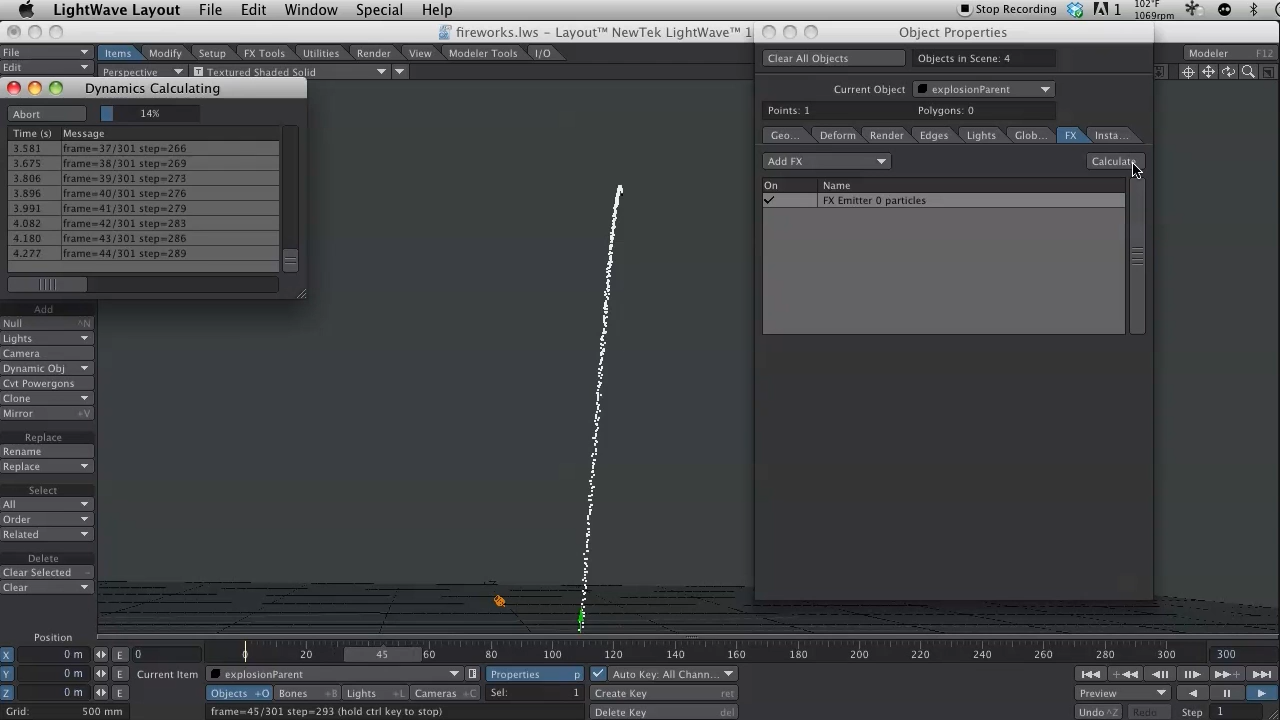 LightWave Layout File Edit Window Special Help Stop Recording 1 102°F 1069rpm
fireworks.lws – Layout™ NewTek LightWave™ 1
Object Properties
File
Edit
Items Modify Setup FX Tools Utilities Render View Modeler Tools I/O
Modeler F12
Perspective Textured Shaded Solid
Clear All Objects Objects in Scene: 4
Current Object explosionParent
Points: 1 Polygons: 0
Geo... Deform Render Edges Lights Glob... FX Insta...
Add FX Calculate
On Name
FX Emitter 0 particles
Dynamics Calculating
Abort 14%
Time (s) Message
3.581 frame=37/301 step=266
3.675 frame=38/301 step=269
3.806 frame=39/301 step=273
3.896 frame=40/301 step=276
3.991 frame=41/301 step=279
4.082 frame=42/301 step=283
4.180 frame=43/301 step=286
4.277 frame=44/301 step=289
Add
Null ^N
Lights
Camera
Dynamic Obj
Cvt Powergons
Clone
Mirror +V
Replace
Rename
Replace
Select
All
Order
Related
Delete
Clear Selected -
Clear
Position
X 0 m E 0
0 20 45 60 80 100 120 140 160 180 200 220 240 260 280 300 300
Y 0 m E Current Item explosionParent Properties p Auto Key: All Chann...
Z 0 m E Objects +O Bones +B Lights +L Cameras +C Sel: 1 Create Key ret Preview
Grid: 500 mm frame=45/301 step=293 (hold ctrl key to stop) Delete Key del Undo ^Z Redo Step 1